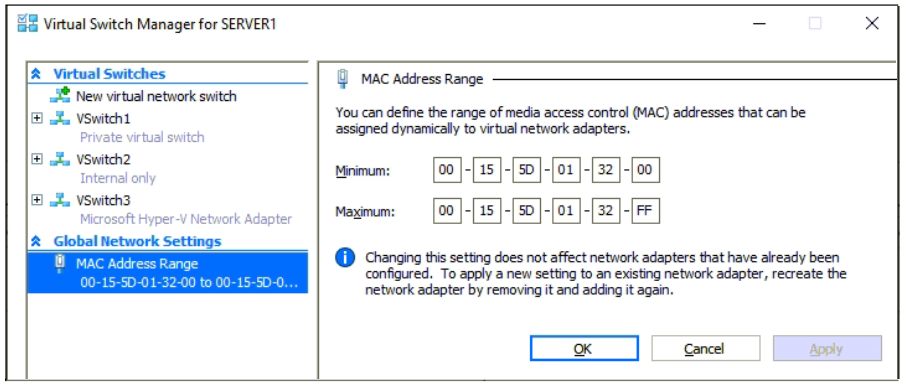 Virtual Switch Manager for SERVER1
Virtual Switches
New virtual network switch
VSwitch1
Private virtual switch
VSwitch2
Internal only
VSwitch3
Microsoft Hyper-V Network Adapter
Global Network Settings
MAC Address Range
00-15-5D-01-32-00 to 00-15-5D-0...
MAC Address Range
You can define the range of media access control (MAC) addresses that can be
assigned dynamically to virtual network adapters.
Minimum: 00 - 15 - 5D - 01 - 32 - 00
Maximum: 00 - 15 - 5D - 01 - 32 - FF
Changing this setting does not affect network adapters that have already been
configured. To apply a new setting to an existing network adapter, recreate the
network adapter by removing it and adding it again.
OK Cancel Apply